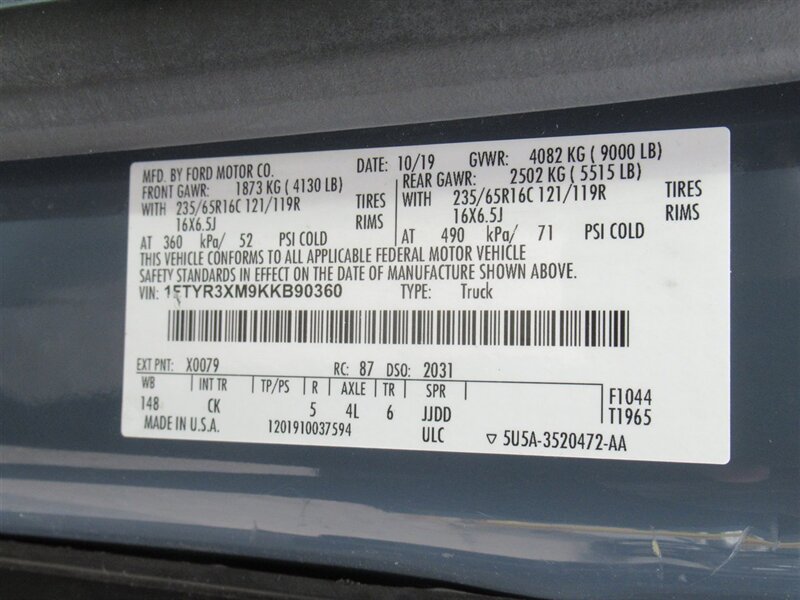 MFD. BY FORD MOTOR CO. DATE: 10/19 GVWR: 4082 KG ( 9000 LB)
FRONT GAWR: 1873 KG ( 4130 LB) REAR GAWR: 2502 KG ( 5515 LB)
WITH 235/65R16C 121/119R TIRES WITH 235/65R16C 121/119R TIRES
16X6.5J RIMS 16X6.5J RIMS
AT 360 kPa/ 52 PSI COLD AT 490 kPa/ 71 PSI COLD
THIS VEHICLE CONFORMS TO ALL APPLICABLE FEDERAL MOTOR VEHICLE
SAFETY STANDARDS IN EFFECT ON THE DATE OF MANUFACTURE SHOWN ABOVE.
VIN: 1FTYR3XM9KKB90360 TYPE: Truck
EXT PNT: X0079 RC: 87 DSO: 2031
WB INT TR TP/PS R AXLE TR SPR F1044
148 CK 5 4L 6 JJDD T1965
MADE IN U.S.A. 1201910037594 ULC ▽ 5U5A-3520472-AA